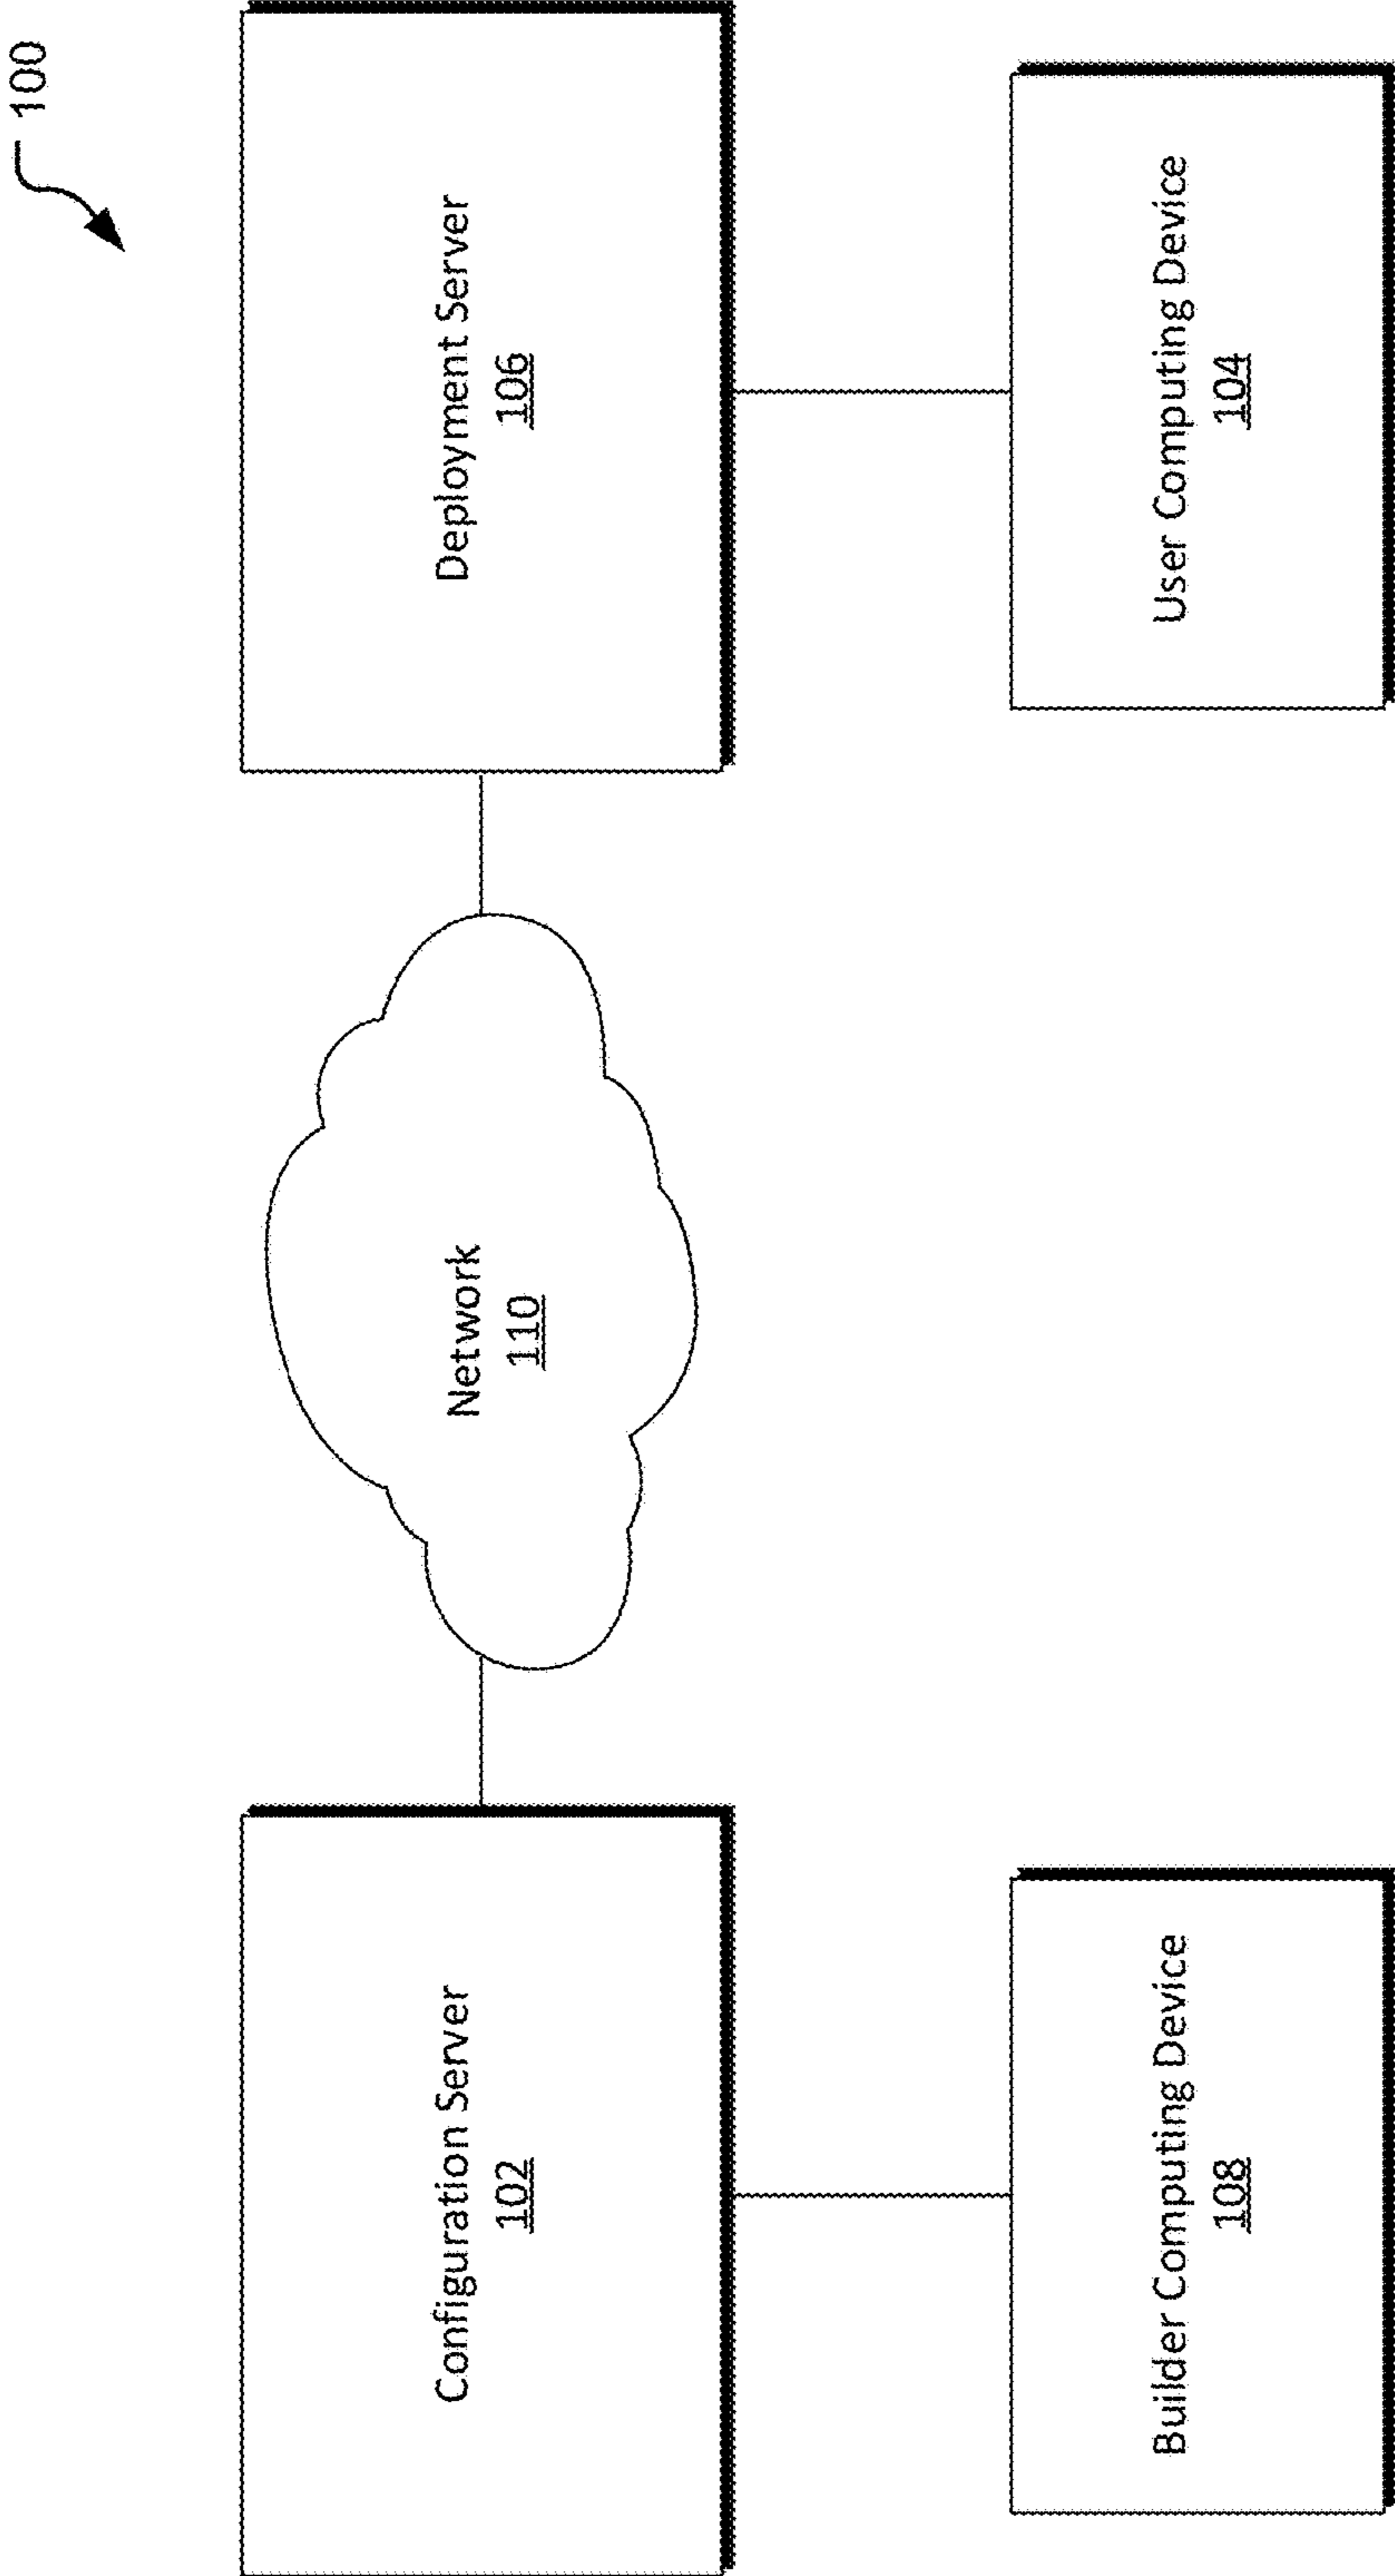 100
Configuration Server
102
Network
110
Deployment Server
106
Builder Computing Device
108
User Computing Device
104